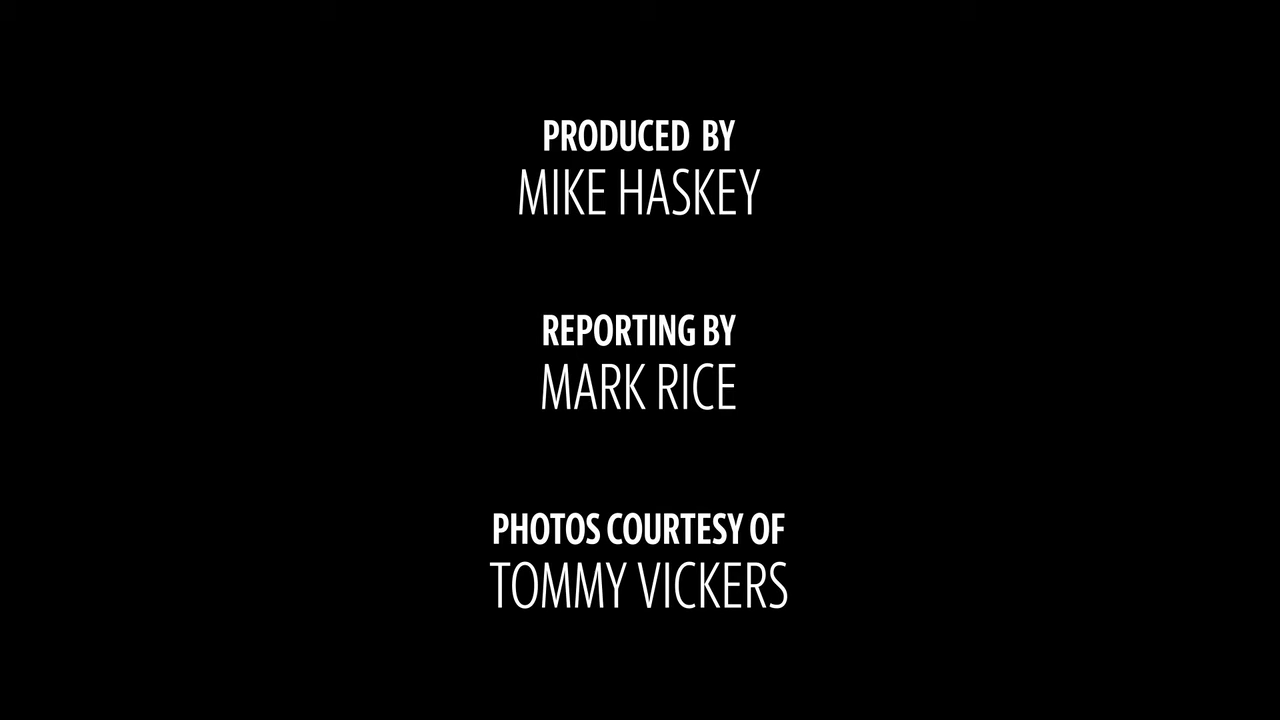 PRODUCED BY
MIKE HASKEY
REPORTING BY
MARK RICE
PHOTOS COURTESY OF
TOMMY VICKERS